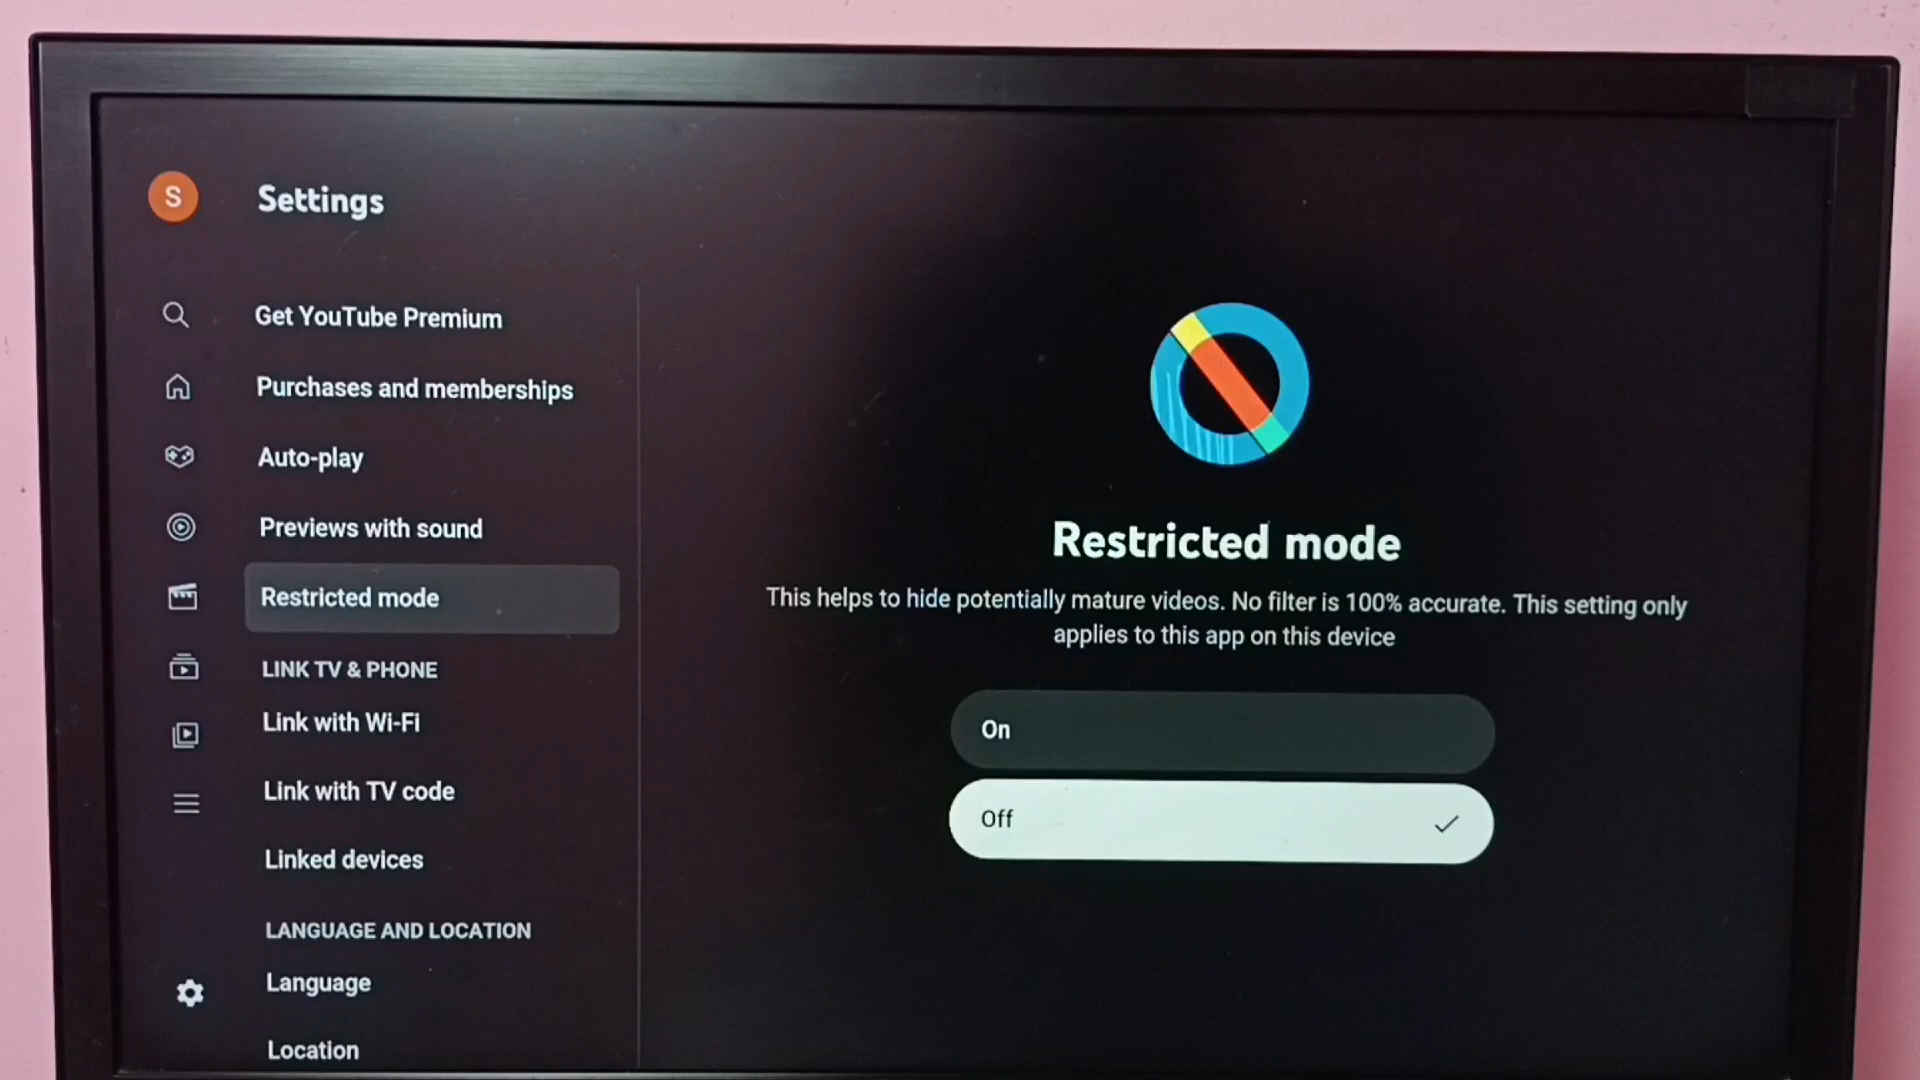 S
Settings
Get YouTube Premium
Purchases and memberships
Auto-play
Previews with sound
Restricted mode
LINK TV & PHONE
Link with Wi-Fi
Link with TV code
Linked devices
LANGUAGE AND LOCATION
Language
Location
Restricted mode
This helps to hide potentially mature videos. No filter is 100% accurate. This setting only
applies to this app on this device
On
Off